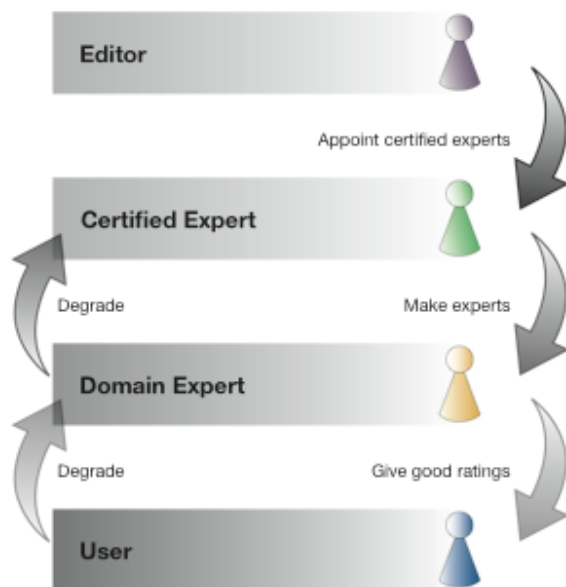 Editor
Appoint certified experts
Certified Expert
Degrade
Make experts
Domain Expert
Degrade
Give good ratings
User